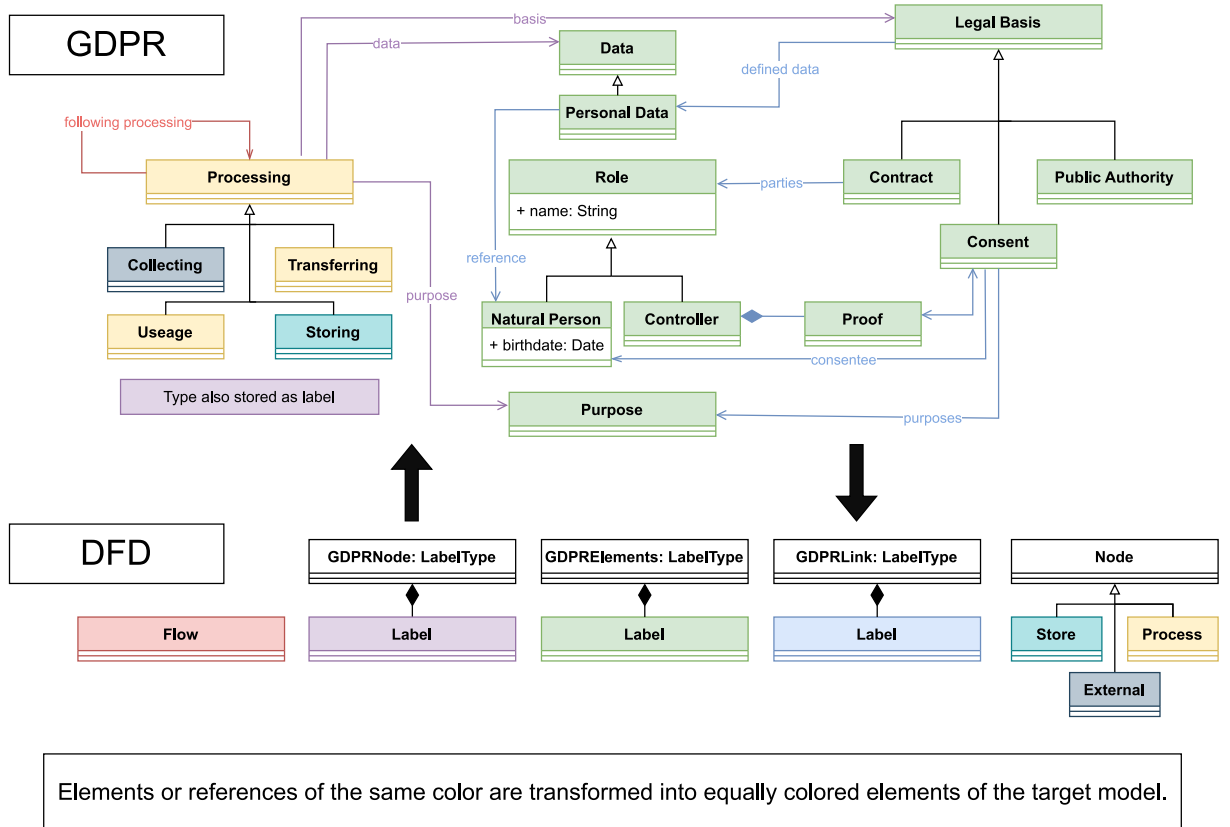 GDPR
basis
Legal Basis
data
Data
defined data
Personal Data
following processing
Processing
Role
+ name: String
parties
Contract
Public Authority
Collecting
Transferring
reference
Consent
purpose
Useage
Storing
Natural Person
+ birthdate: Date
Controller
Proof
consentee
Type also stored as label
Purpose
purposes
DFD
GDPRNode: LabelType
GDPRElements: LabelType
GDPRLink: LabelType
Node
Flow
Label
Label
Label
Store
Process
External
Elements or references of the same color are transformed into equally colored elements of the target model.